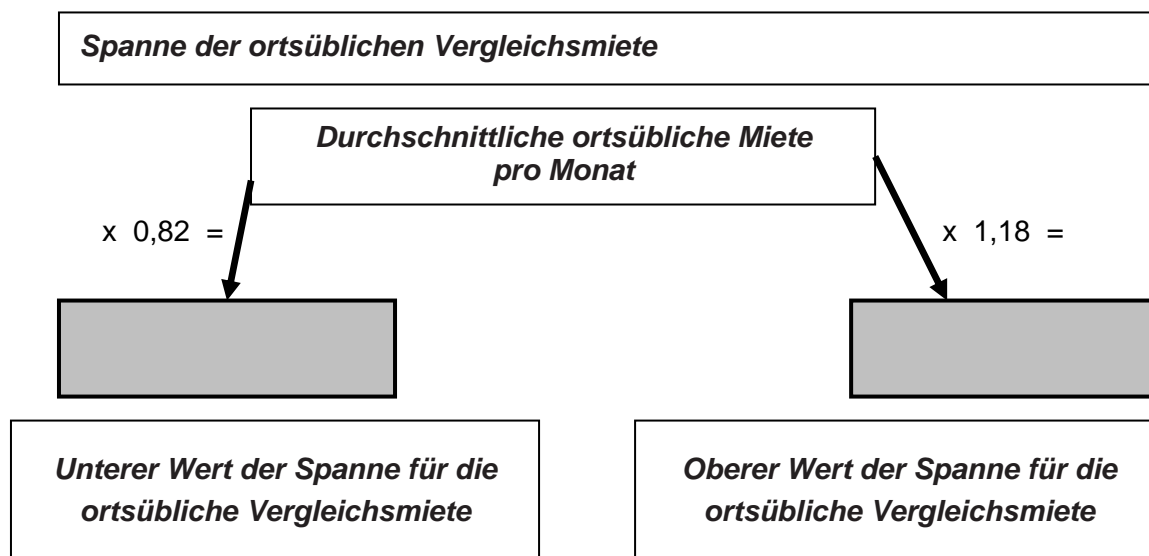 Spanne der ortsüblichen Vergleichsmiete
Durchschnittliche ortsübliche Miete
pro Monat
x 0,82 =
x 1,18 =
Unterer Wert der Spanne für die
ortsübliche Vergleichsmiete
Oberer Wert der Spanne für die
ortsübliche Vergleichsmiete